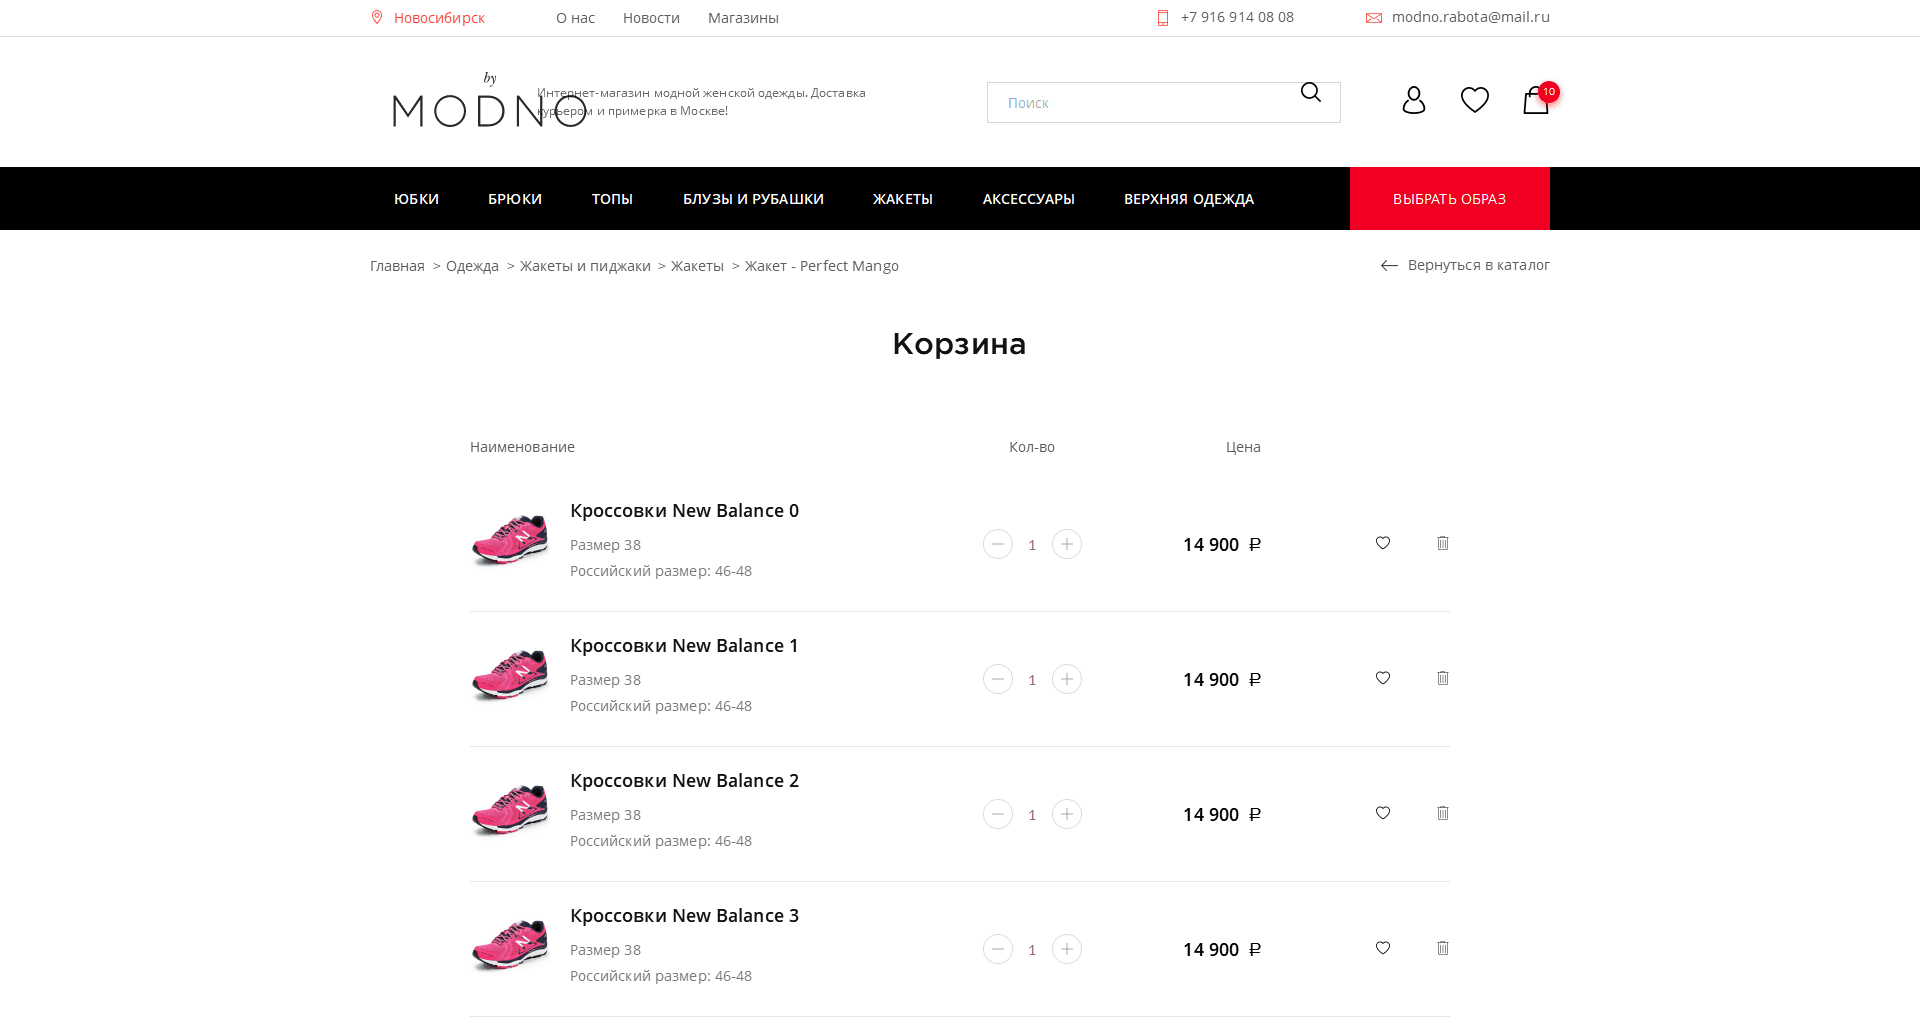 Новосибирск О нас Новости Магазины +7 916 914 08 08 modno.rabota@mail.ru
by
MODNO
Интернет-магазин модной женской одежды. Доставка
курьером и примерка в Москве!
Поиск
10
ЮБКИ БРЮКИ ТОПЫ БЛУЗЫ И РУБАШКИ ЖАКЕТЫ АКСЕССУАРЫ ВЕРХНЯЯ ОДЕЖДА ВЫБРАТЬ ОБРАЗ
Главная > Одежда > Жакеты и пиджаки > Жакеты > Жакет - Perfect Mango Вернуться в каталог
Корзина
Наименование Кол-во Цена
Кроссовки New Balance 0
Размер 38
Российский размер: 46-48
1 14 900 ₽
Кроссовки New Balance 1
Размер 38
Российский размер: 46-48
1 14 900 ₽
Кроссовки New Balance 2
Размер 38
Российский размер: 46-48
1 14 900 ₽
Кроссовки New Balance 3
Размер 38
Российский размер: 46-48
1 14 900 ₽